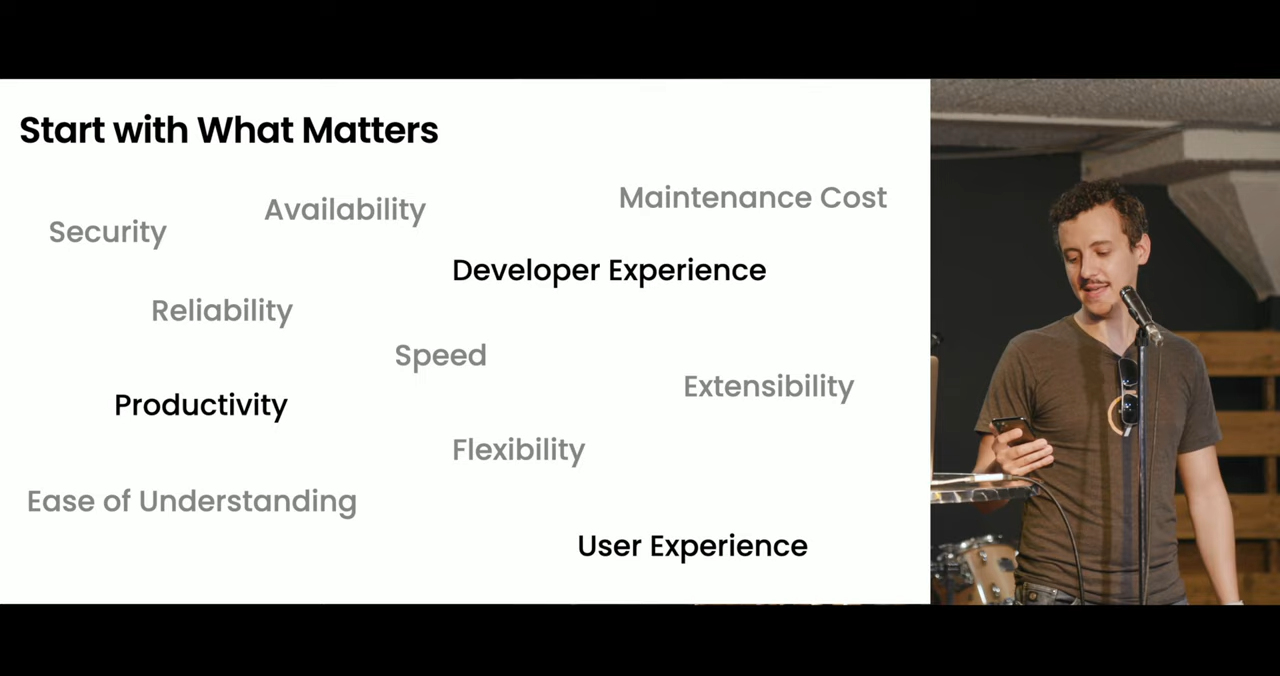 Start with What Matters
Maintenance Cost
Availability
Security
Developer Experience
Reliability
Speed
Extensibility
Productivity
Flexibility
Ease of Understanding
User Experience